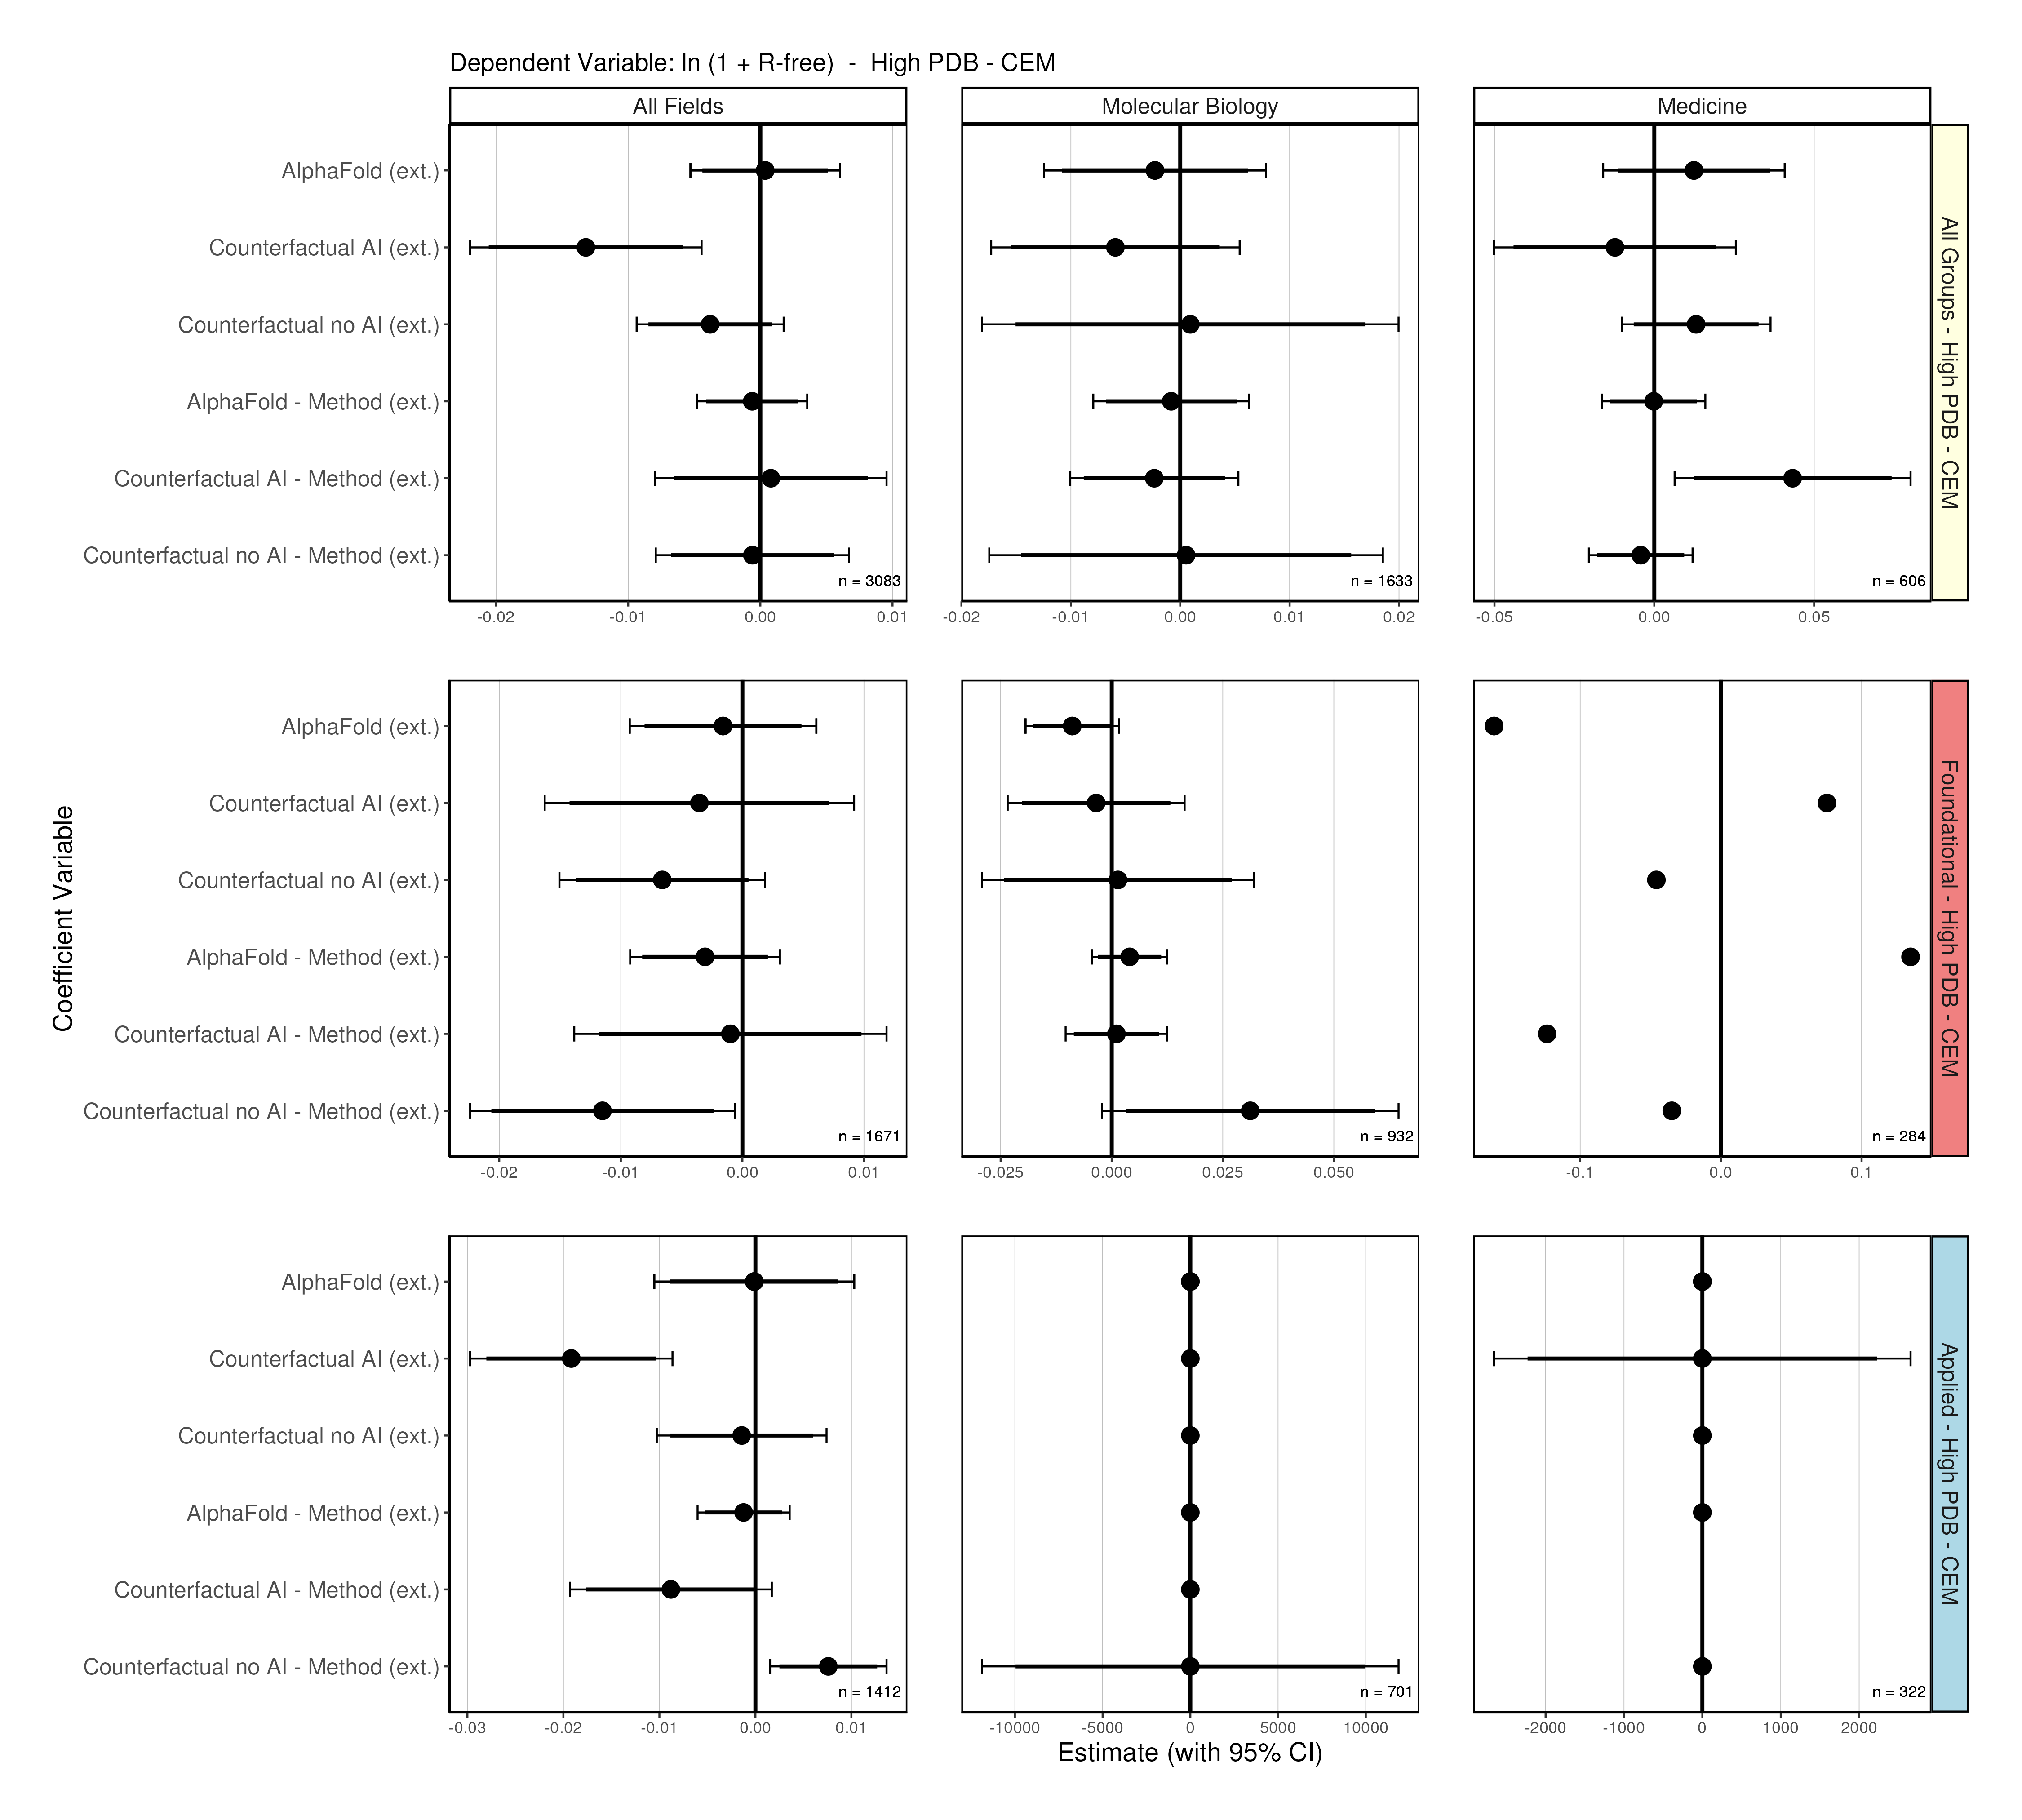 Dependent Variable: ln (1 + R-free)  -  High PDB - CEM
All Fields
Molecular Biology
Medicine
AlphaFold (ext.)
Counterfactual AI (ext.)
Counterfactual no AI (ext.)
AlphaFold - Method (ext.)
Counterfactual AI - Method (ext.)
Counterfactual no AI - Method (ext.)
n = 3083
n = 1633
n = 606
All Groups - High PDB - CEM
-0.02 -0.01 0.00 0.01
-0.02 -0.01 0.00 0.01 0.02
-0.05 0.00 0.05
Coefficient Variable
AlphaFold (ext.)
Counterfactual AI (ext.)
Counterfactual no AI (ext.)
AlphaFold - Method (ext.)
Counterfactual AI - Method (ext.)
Counterfactual no AI - Method (ext.)
n = 1671
n = 932
n = 284
Foundational - High PDB - CEM
-0.02 -0.01 0.00 0.01
-0.025 0.000 0.025 0.050
-0.1 0.0 0.1
AlphaFold (ext.)
Counterfactual AI (ext.)
Counterfactual no AI (ext.)
AlphaFold - Method (ext.)
Counterfactual AI - Method (ext.)
Counterfactual no AI - Method (ext.)
n = 1412
n = 701
n = 322
Applied - High PDB - CEM
-0.03 -0.02 -0.01 0.00 0.01
-10000 -5000 0 5000 10000
-2000 -1000 0 1000 2000
Estimate (with 95% CI)